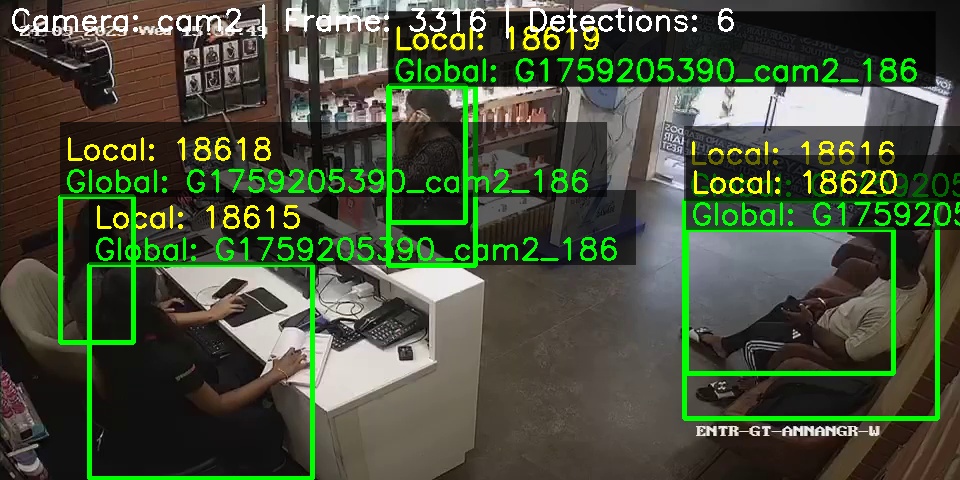 Camera: cam2 | Frame: 3316 | Detections: 6
Local: 18619
Global: G1759205390_cam2_186
Local: 18618
Global: G1759205390_cam2_186
Local: 18616
Local: 18620
Global: G1759205
Local: 18615
Global: G1759205390_cam2_186
ENTR-GT-ANNANGR-W